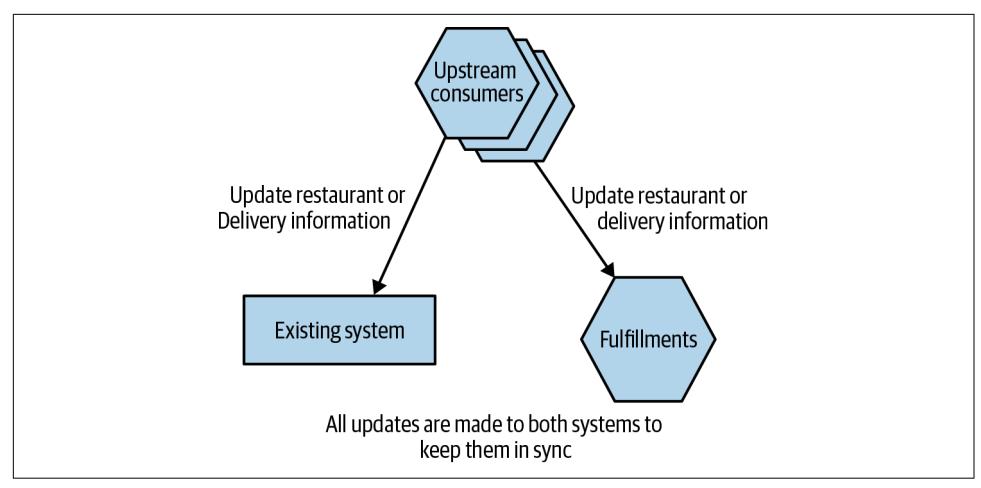 Upstream
consumers
Update restaurant or
Delivery information
Update restaurant or
delivery information
Existing system
Fulfillments
All updates are made to both systems to
keep them in sync